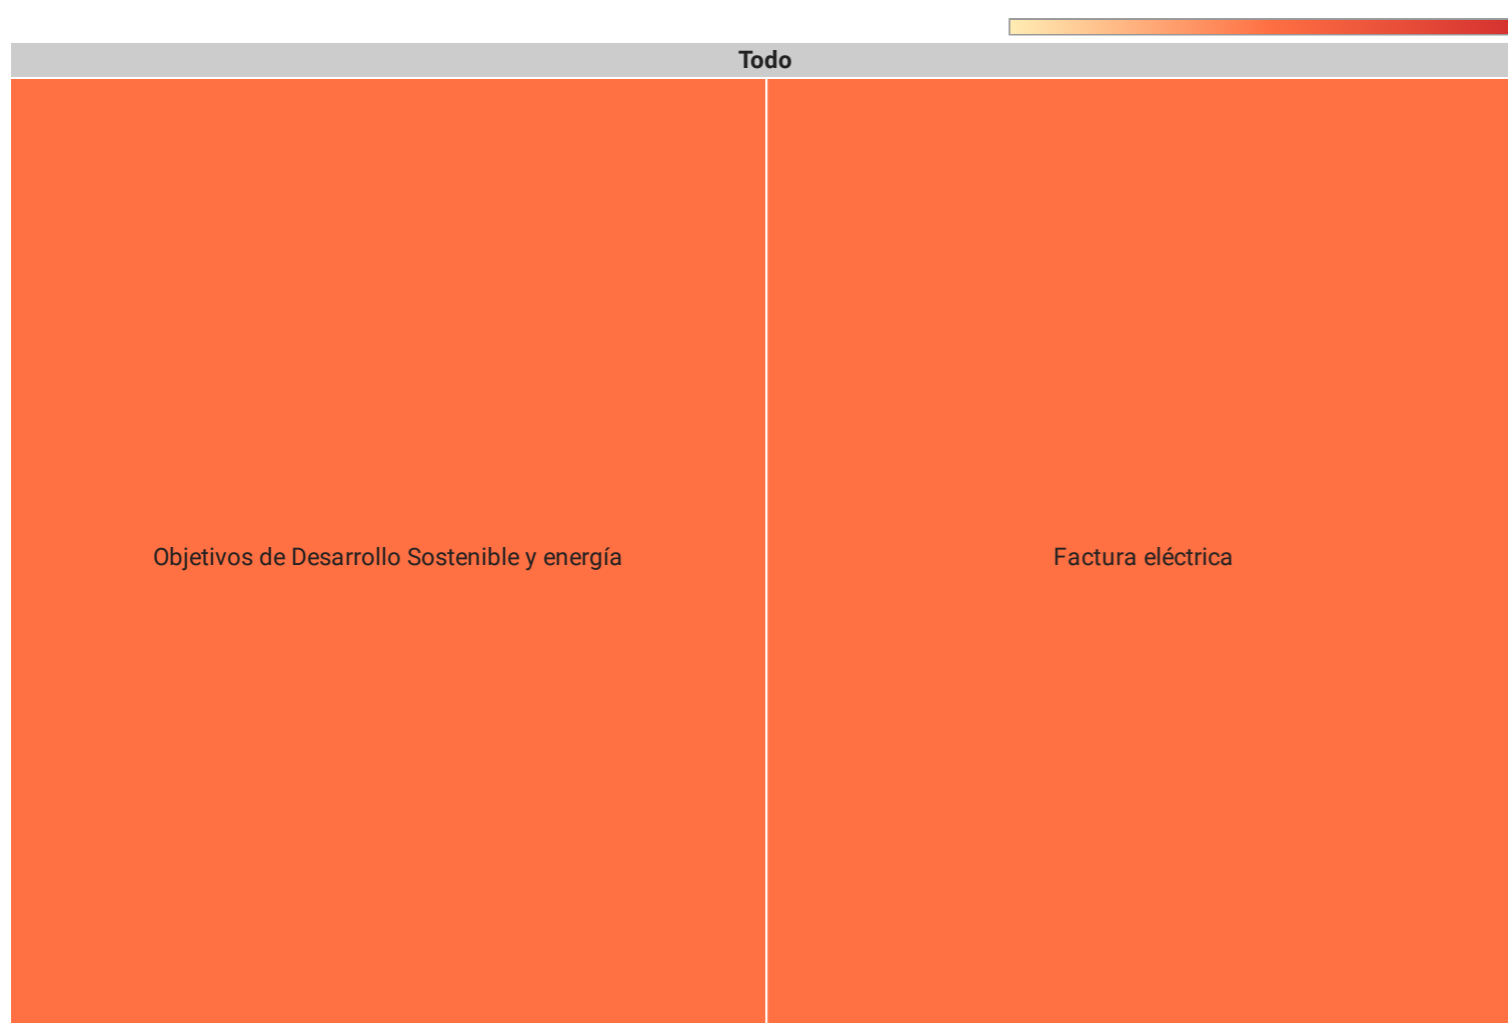 Todo
Objetivos de Desarrollo Sostenible y energía
Factura eléctrica